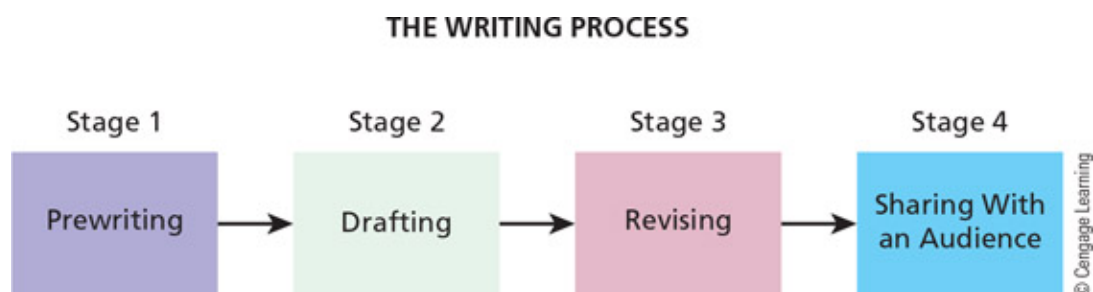 THE WRITING PROCESS
Stage 1
Stage 2
Stage 3
Stage 4
Prewriting
Drafting
Revising
Sharing With
an Audience
© Cengage Learning